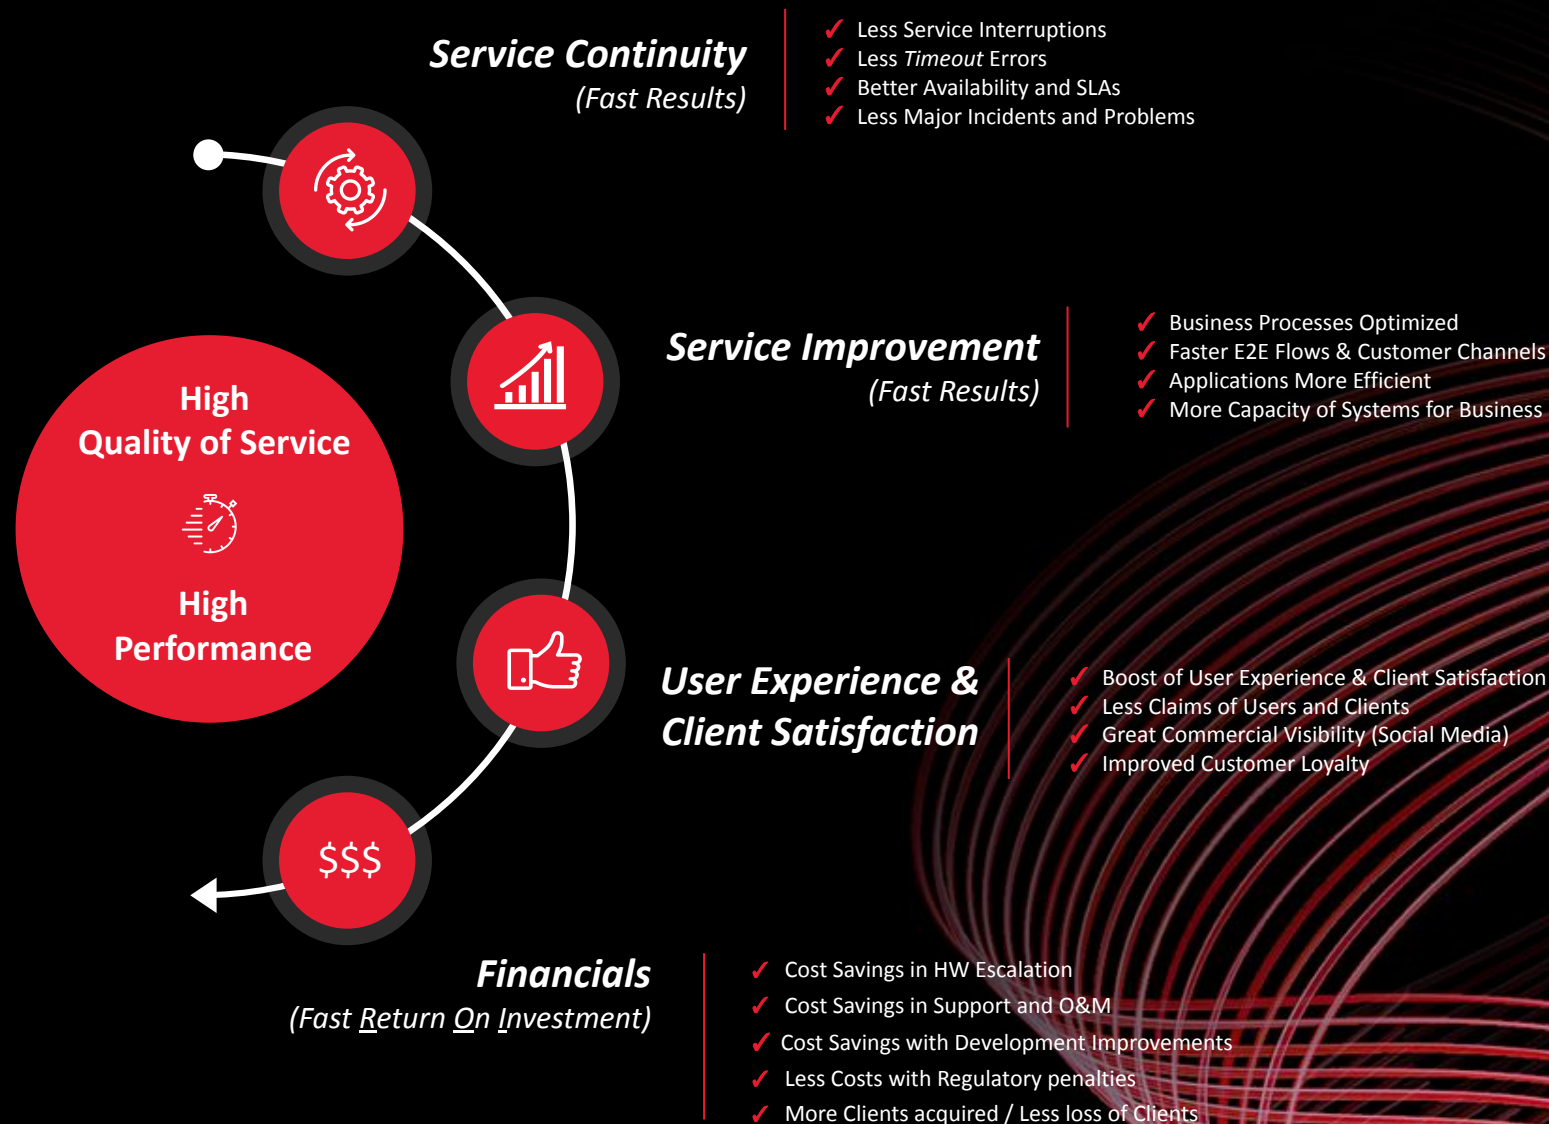 Service Continuity
(Fast Results)
✓ Less Service Interruptions
✓ Less Timeout Errors
✓ Better Availability and SLAs
✓ Less Major Incidents and Problems
Service Improvement
(Fast Results)
✓ Business Processes Optimized
✓ Faster E2E Flows & Customer Channels
✓ Applications More Efficient
✓ More Capacity of Systems for Business
High
Quality of Service
High
Performance
User Experience &
Client Satisfaction
✓ Boost of User Experience & Client Satisfaction
✓ Less Claims of Users and Clients
✓ Great Commercial Visibility (Social Media)
✓ Improved Customer Loyalty
$$$
Financials
(Fast Return On Investment)
✓ Cost Savings in HW Escalation
✓ Cost Savings in Support and O&M
✓ Cost Savings with Development Improvements
✓ Less Costs with Regulatory penalties
✓ More Clients acquired / Less loss of Clients